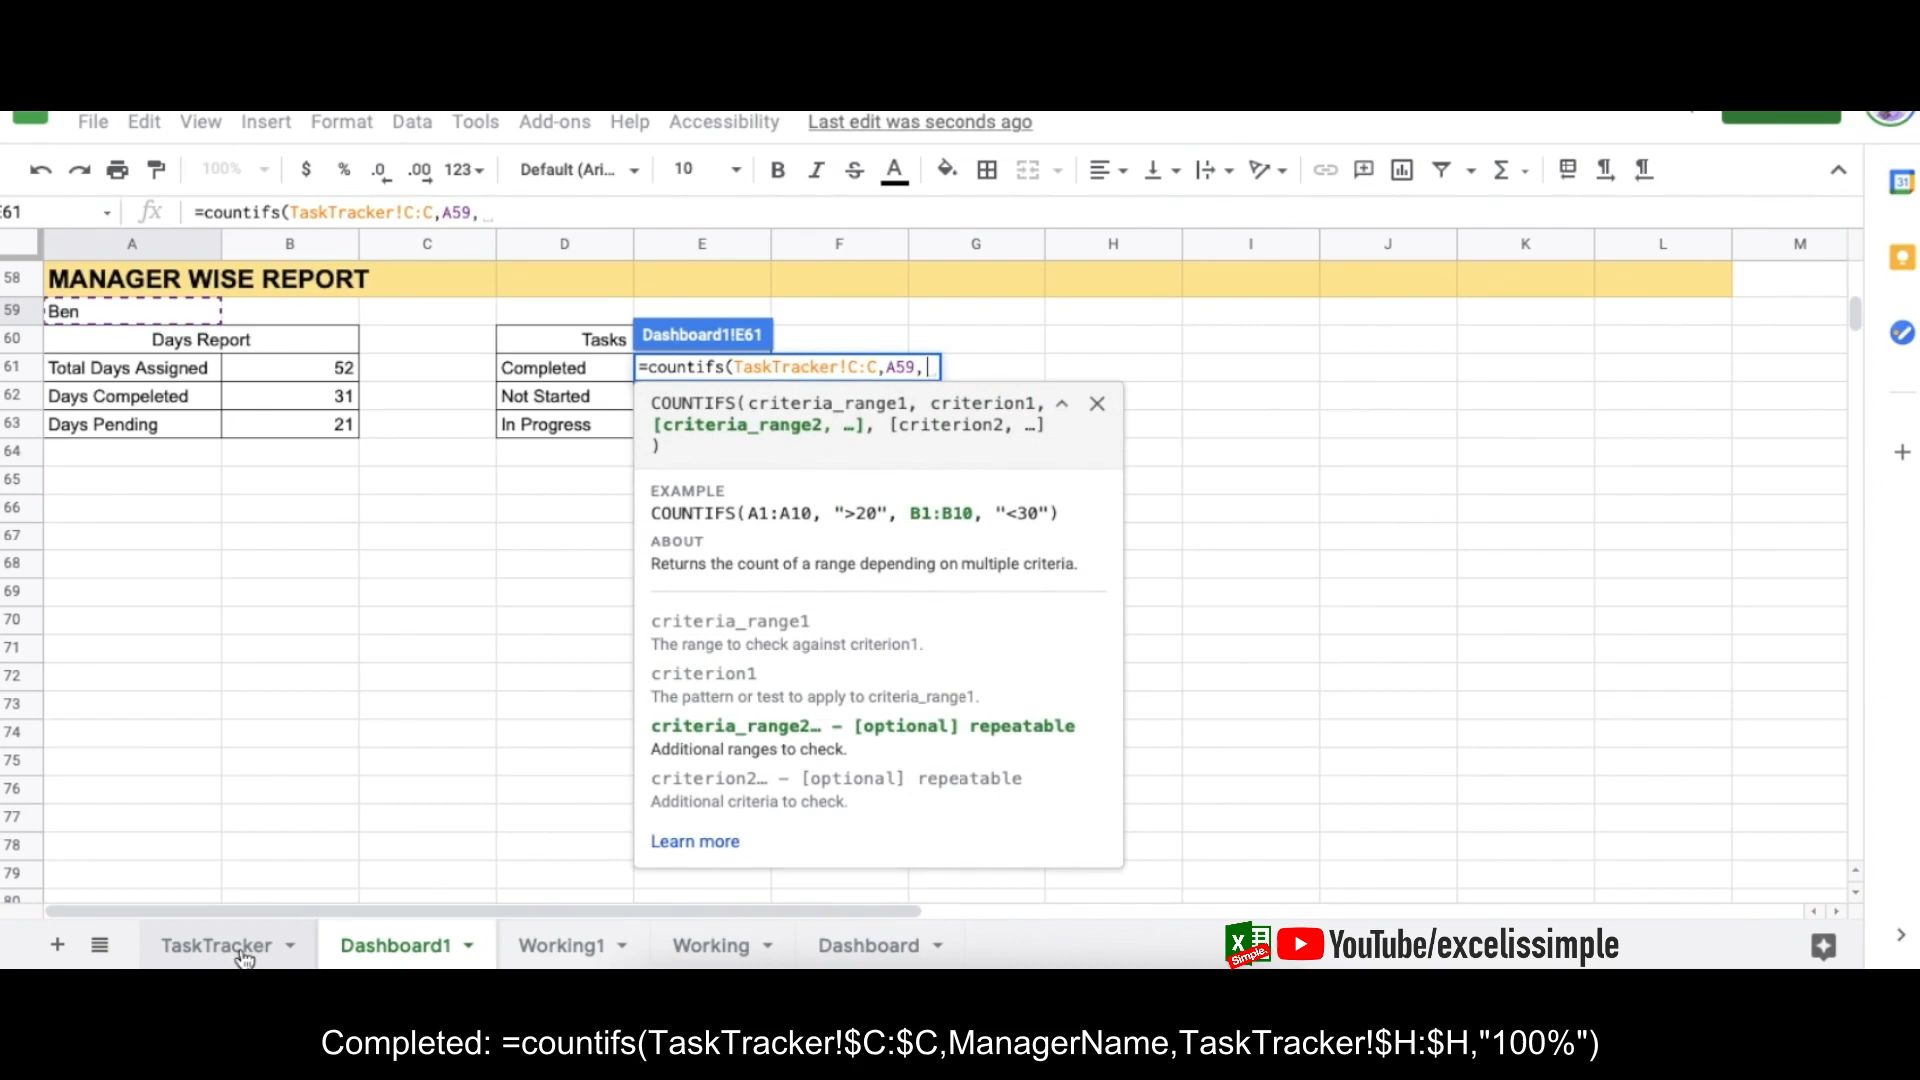 File Edit View Insert Format Data Tools Add-ons Help Accessibility Last edit was seconds ago
100% $ % .0 .00 123 Default (Ari... 10 B I S A Σ 31
E61 fx =countifs(TaskTracker!C:C,A59,
A B C D E F G H I J K L M
58 MANAGER WISE REPORT
59 Ben
60 Days Report Tasks Dashboard1!E61
61 Total Days Assigned 52 Completed =countifs(TaskTracker!C:C,A59,
62 Days Compeleted 31 Not Started
63 Days Pending 21 In Progress
COUNTIFS(criteria_range1, criterion1,
[criteria_range2, …], [criterion2, …]
)
EXAMPLE
COUNTIFS(A1:A10, ">20", B1:B10, "<30")
ABOUT
Returns the count of a range depending on multiple criteria.
criteria_range1
The range to check against criterion1.
criterion1
The pattern or test to apply to criteria_range1.
criteria_range2… – [optional] repeatable
Additional ranges to check.
criterion2… – [optional] repeatable
Additional criteria to check.
Learn more
64
65
66
67
68
69
70
71
72
73
74
75
76
77
78
79
80
+ TaskTracker Dashboard1 Working1 Working Dashboard
X Simple. YouTube/excelissimple
Completed: =countifs(TaskTracker!$C:$C,ManagerName,TaskTracker!$H:$H,"100%")